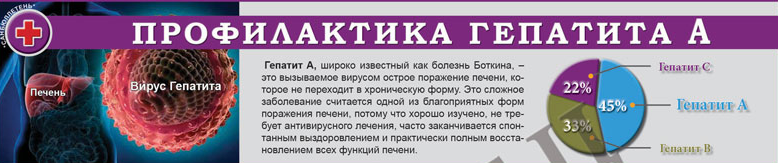 "САНБЮЛЛЕТЕНЬ"
ПРОФИЛАКТИКА ГЕПАТИТА А
Печень
Вирус Гепатита
Гепатит А, широко известный как болезнь Боткина, –
это вызываемое вирусом острое поражение печени, ко-
торое не переходит в хроническую форму. Это сложное
заболевание считается одной из благоприятных форм
поражения печени, потому что хорошо изучено, не тре-
бует антивирусного лечения, часто заканчивается спон-
танным выздоровлением и практически полным восста-
новлением всех функций печени.
Гепатит С
22%
45%
Гепатит А
33%
Гепатит В